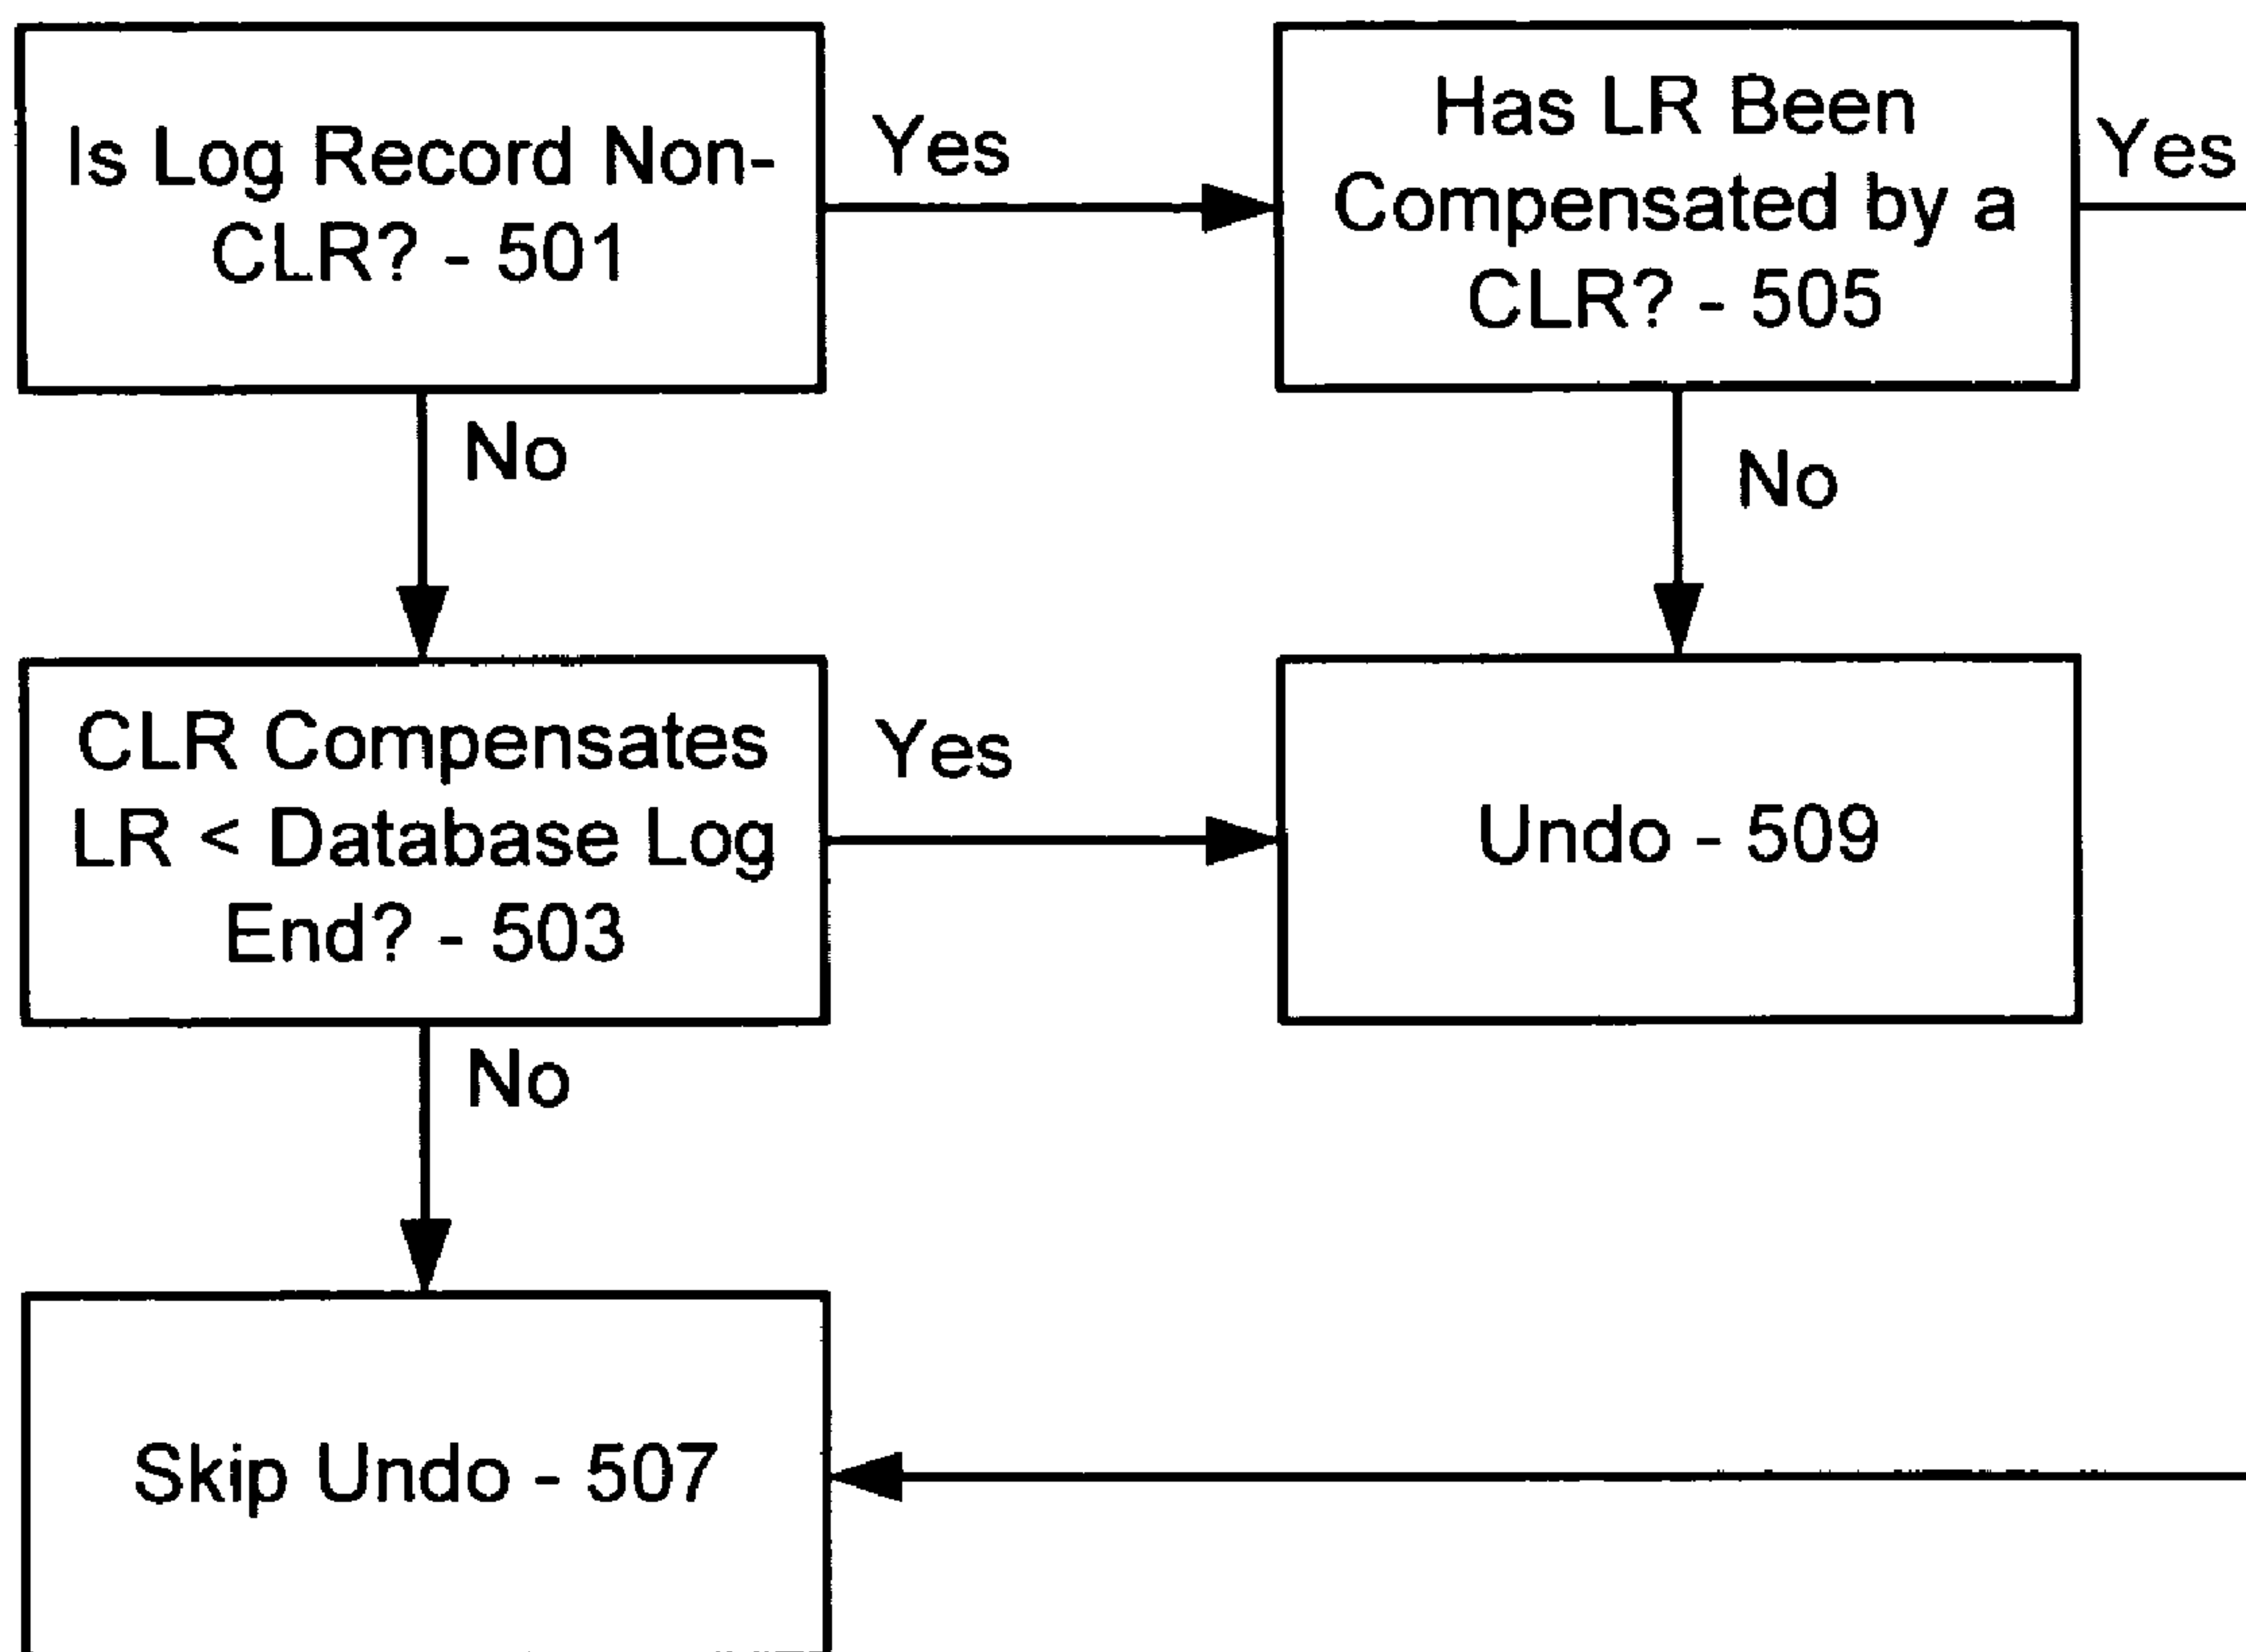 Is Log Record Non-
CLR? - 501
Yes
Has LR Been
Compensated by a
CLR? - 505
Yes
No
No
CLR Compensates
LR < Database Log
End? - 503
Yes
Undo - 509
No
Skip Undo - 507